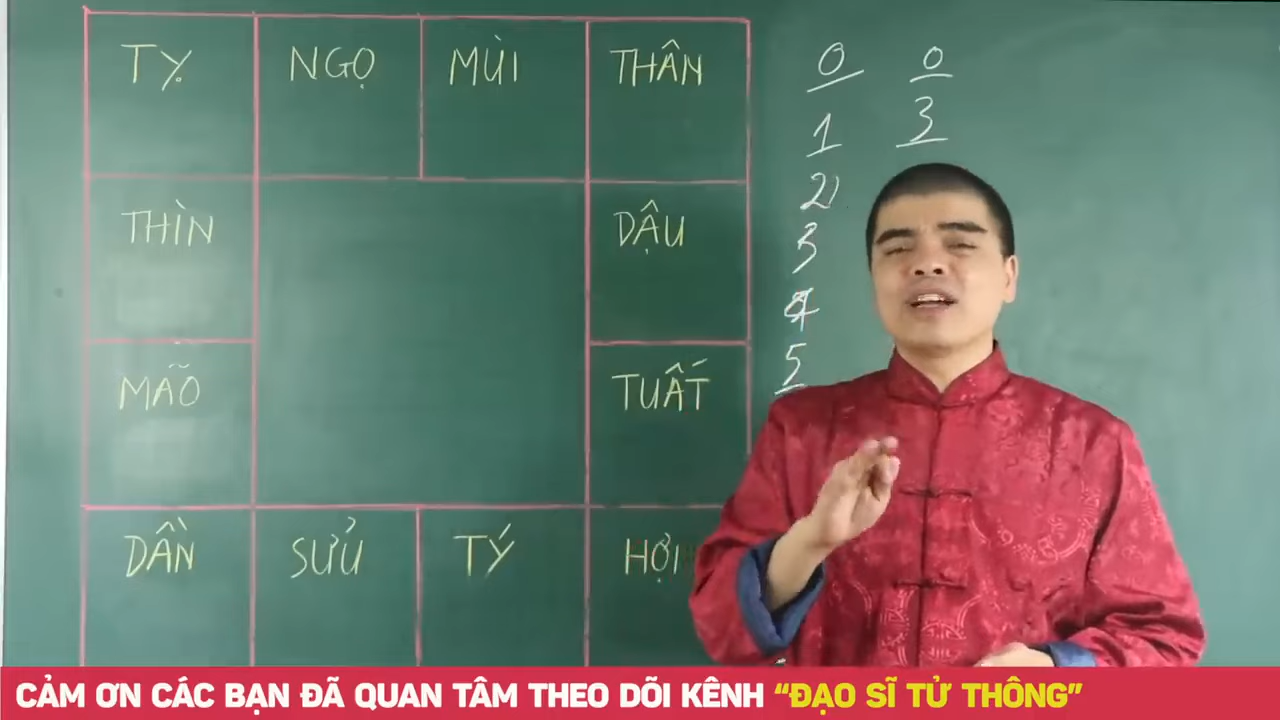 TỴ NGỌ MÙI THÂN
THÌN DẬU
MÃO TUẤT
DẦN SỬU TÝ HỢI
0 0
1 3
2
3
4
5
CẢM ƠN CÁC BẠN ĐÃ QUAN TÂM THEO DÕI KÊNH “ĐẠO SĨ TỬ THÔNG”